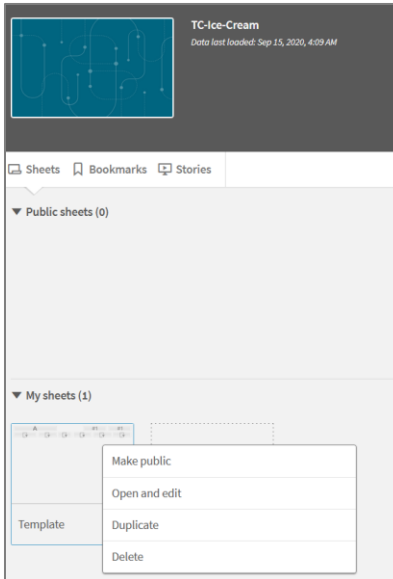 TC-Ice-Cream
Data last loaded: Sep 15, 2020, 4:09 AM
Sheets Bookmarks Stories
Public sheets (0)
My sheets (1)
Template
Make public
Open and edit
Duplicate
Delete